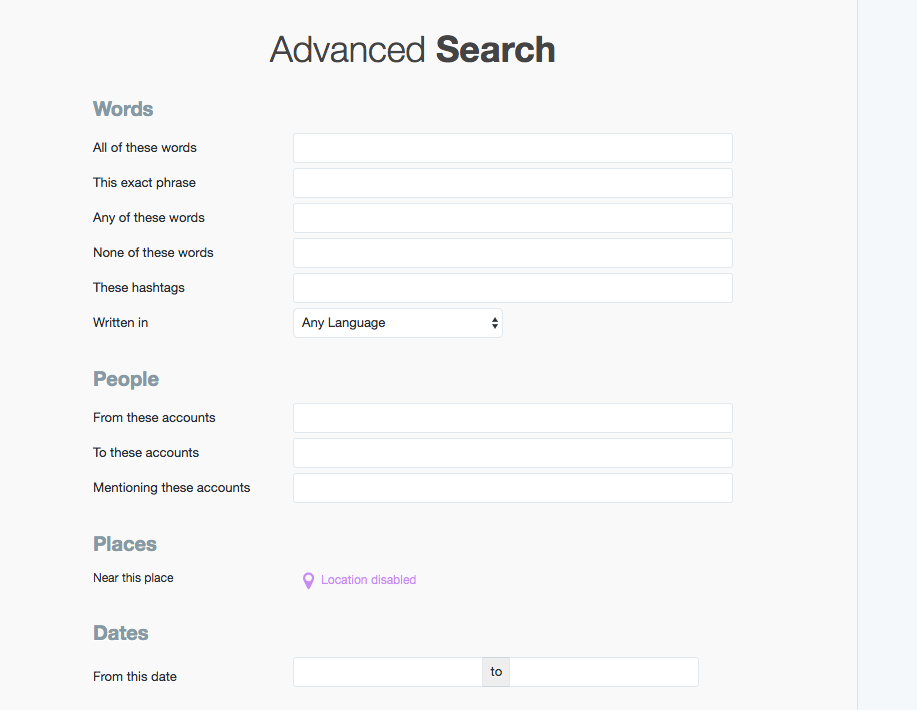 Advanced Search
Words
All of these words
This exact phrase
Any of these words
None of these words
These hashtags
Written in Any Language
People
From these accounts
To these accounts
Mentioning these accounts
Places
Near this place Location disabled
Dates
From this date to